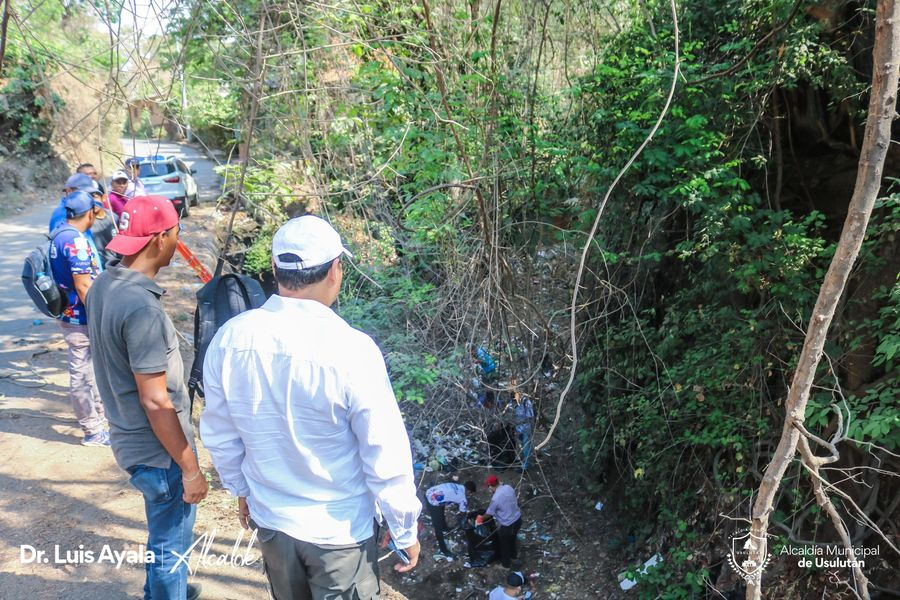 Dr. Luis Ayala | Alcalde
Alcaldía Municipal
de Usulután